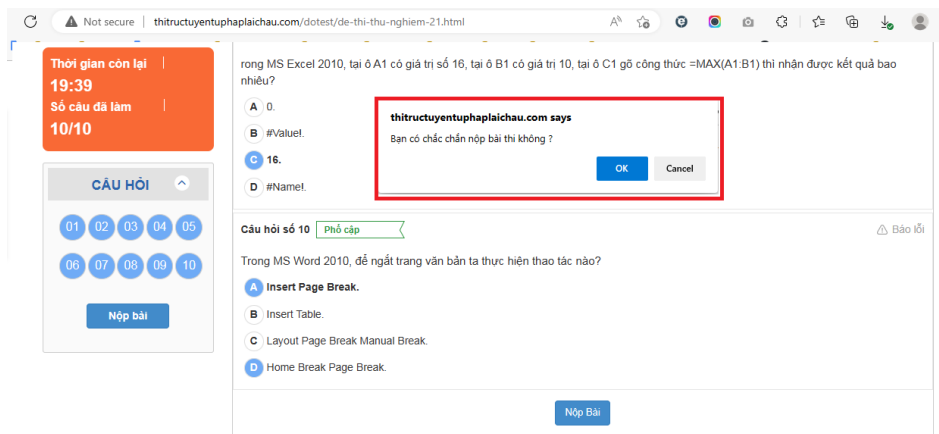 Not secure | thitructuyentuphaplaichau.com/dotest/de-thi-thu-nghiem-21.html
Thời gian còn lại
19:39
Số câu đã làm
10/10
CÂU HỎI
01 02 03 04 05
06 07 08 09 10
Nộp bài
rong MS Excel 2010, tại ô A1 có giá trị số 16, tại ô B1 có giá trị 10, tại ô C1 gõ công thức =MAX(A1:B1) thì nhận được kết quả bao
nhiêu?
A 0.
B #Value!.
C 16.
D #Name!.
thitructuyentuphaplaichau.com says
Bạn có chắc chắn nộp bài thi không ?
OK Cancel
Câu hỏi số 10 Phổ cập Báo lỗi
Trong MS Word 2010, để ngắt trang văn bản ta thực hiện thao tác nào?
A Insert Page Break.
B Insert Table.
C Layout Page Break Manual Break.
D Home Break Page Break.
Nộp Bài